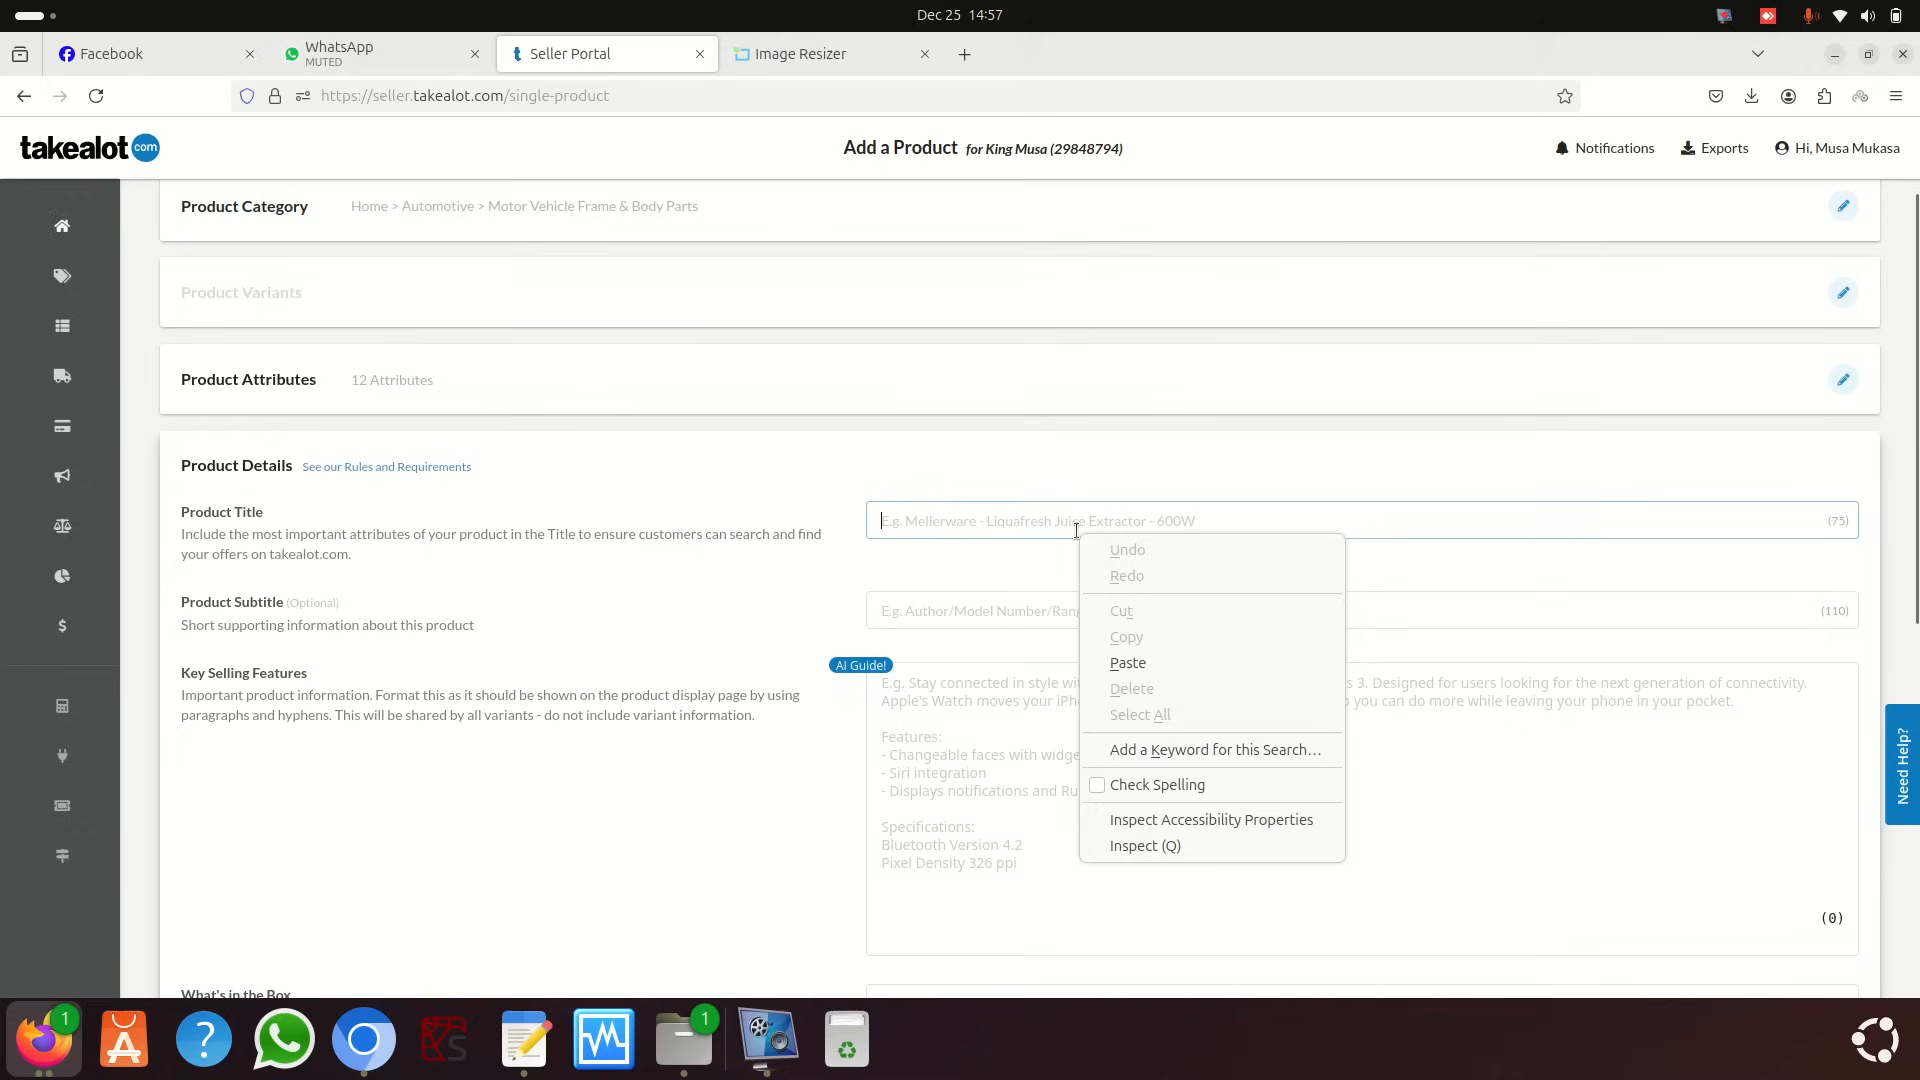 Dec 25 14:57
Facebook
WhatsApp
MUTED
Seller Portal
Image Resizer
https://seller.takealot.com/single-product
takealot com
Add a Product for King Musa (29848794)
Notifications
Exports
Hi, Musa Mukasa
Product Category
Home > Automotive > Motor Vehicle Frame & Body Parts
Product Variants
Product Attributes
12 Attributes
Product Details
See our Rules and Requirements
Product Title
Include the most important attributes of your product in the Title to ensure customers can search and find
your offers on takealot.com.
E.g. Mellerware - Liquafresh Juice Extractor - 600W
(75)
Undo
Redo
Cut
Copy
Paste
Delete
Select All
Add a Keyword for this Search…
Check Spelling
Inspect Accessibility Properties
Inspect (Q)
Product Subtitle (Optional)
Short supporting information about this product
E.g. Author/Model Number/Rang
(110)
Key Selling Features
Important product information. Format this as it should be shown on the product display page by using
paragraphs and hyphens. This will be shared by all variants - do not include variant information.
AI Guide!
E.g. Stay connected in style wi s 3. Designed for users looking for the next generation of connectivity.
Apple's Watch moves your iPh o you can do more while leaving your phone in your pocket.
Features:
- Changeable faces with widge
- Siri integration
- Displays notifications and Ru
Specifications:
Bluetooth Version 4.2
Pixel Density 326 ppi
(0)
What's in the Box
Need Help?
1
1